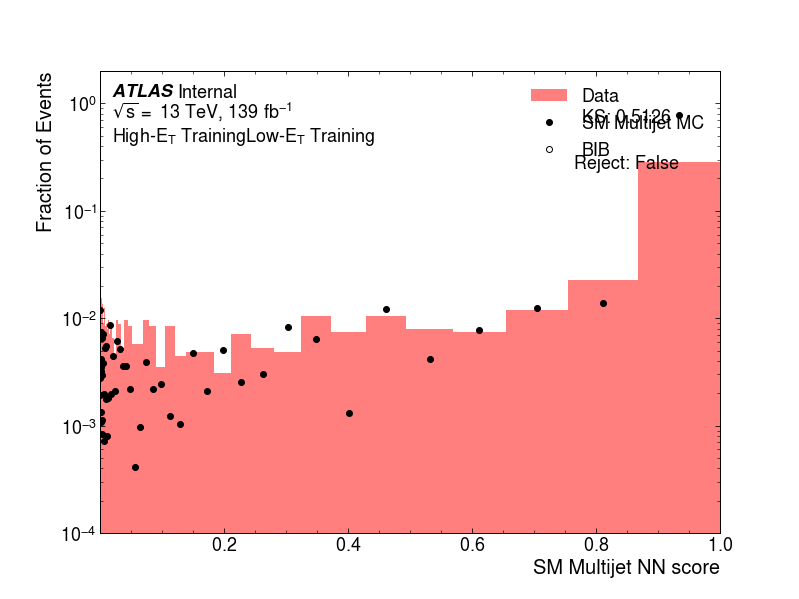 ATLAS Internal
√s = 13 TeV, 139 fb⁻¹
High-E_T TrainingLow-E_T Training
Data
KS: 0.5126
SM Multijet MC
BIB
Reject: False
Fraction of Events
10⁰
10⁻¹
10⁻²
10⁻³
10⁻⁴
0.2 0.4 0.6 0.8 1.0
SM Multijet NN score